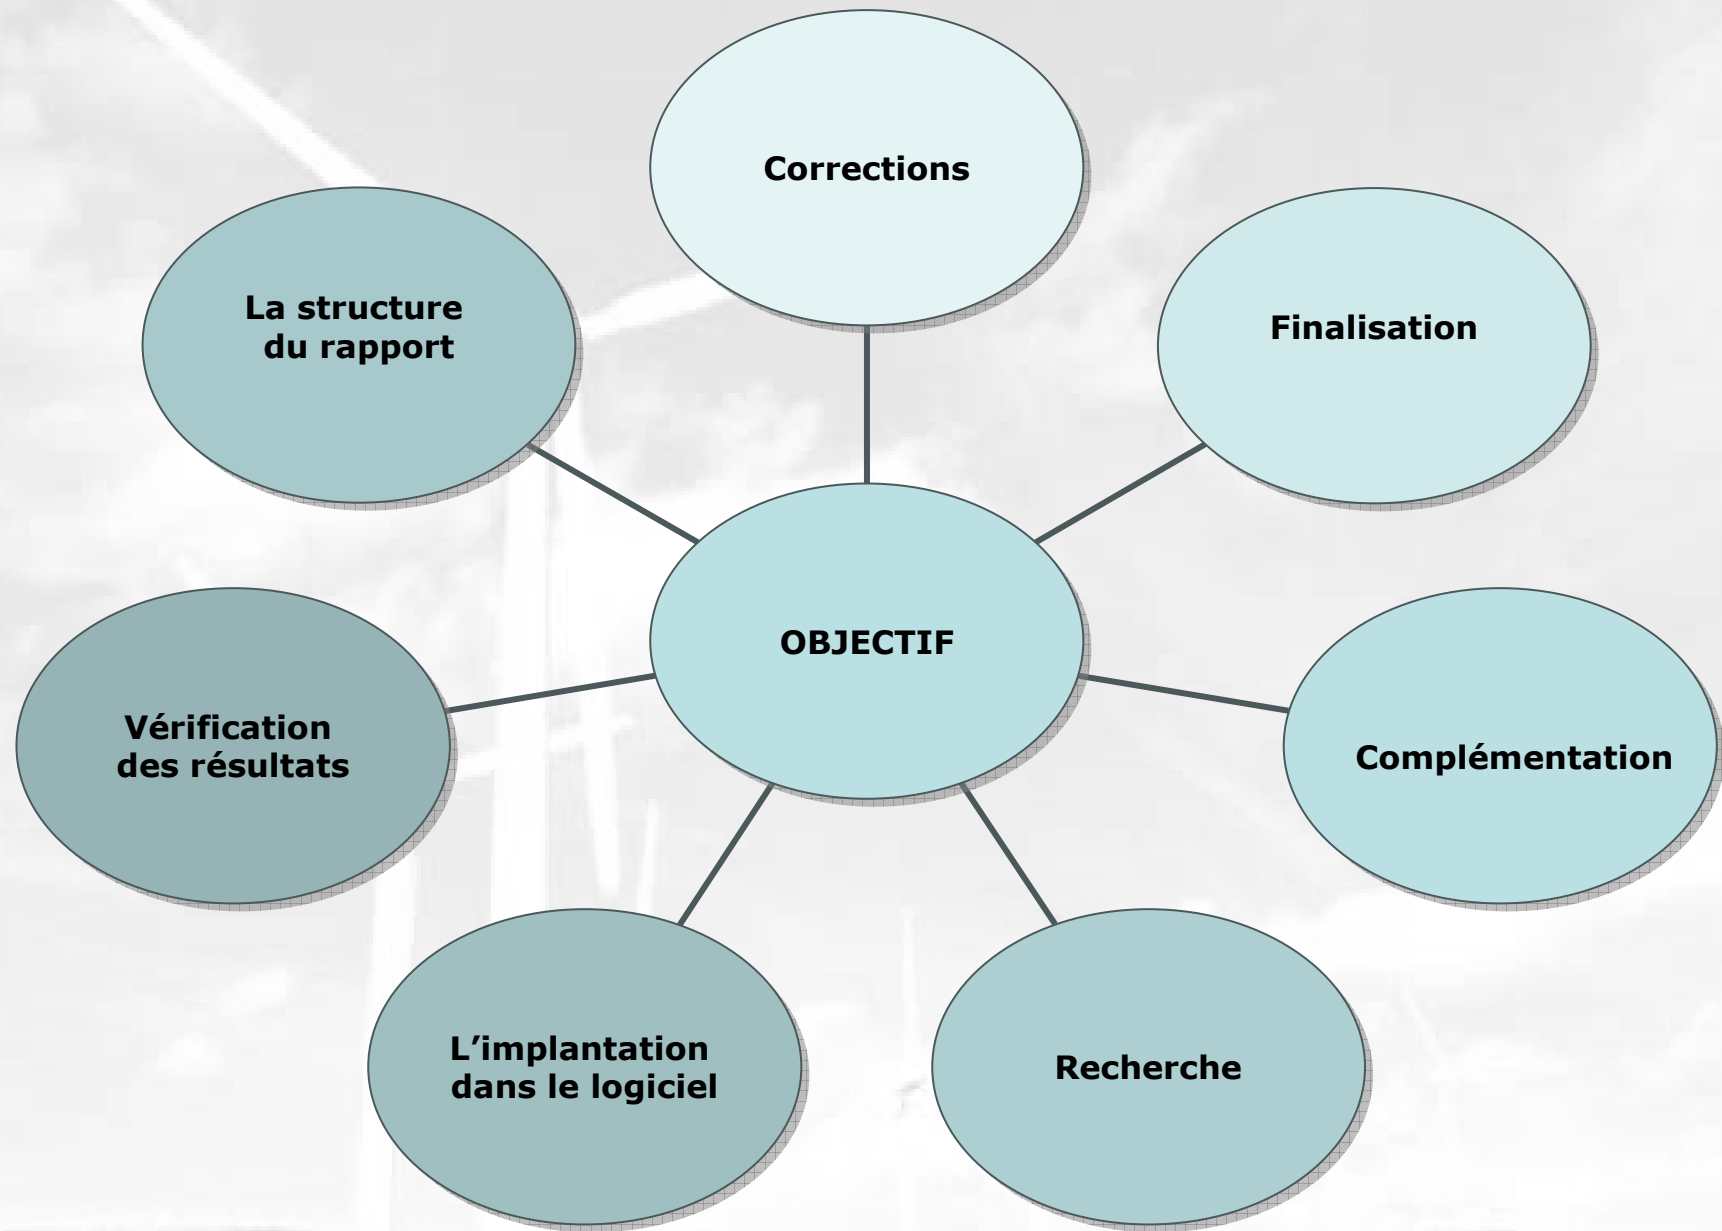 Corrections
La structure
du rapport
Finalisation
OBJECTIF
Vérification
des résultats
Complémentation
L’implantation
dans le logiciel
Recherche